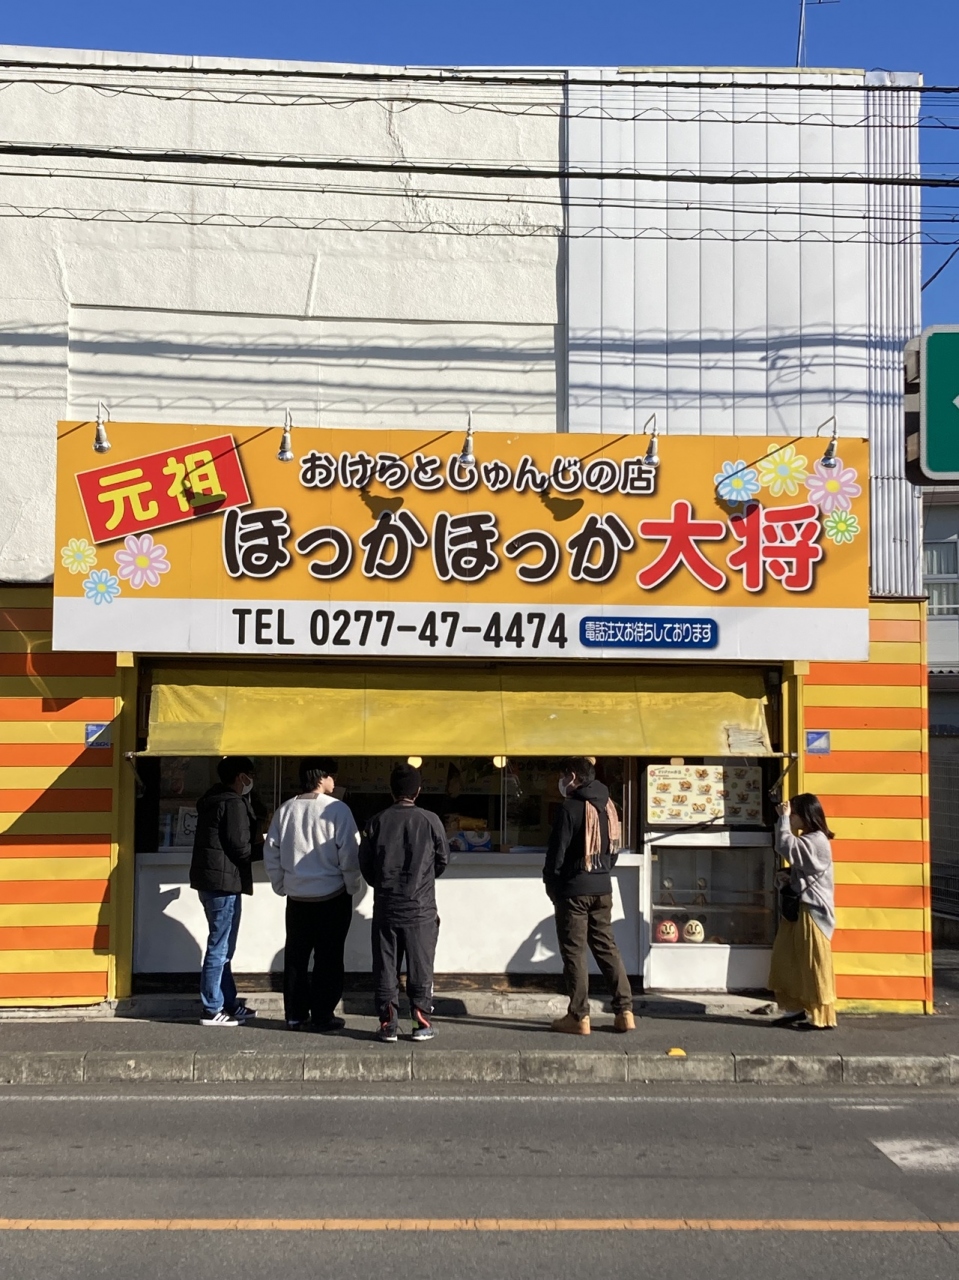 元祖
おけらとじゅんじの店
ほっかほっか大将
TEL 0277-47-4474
電話注文お待ちしております